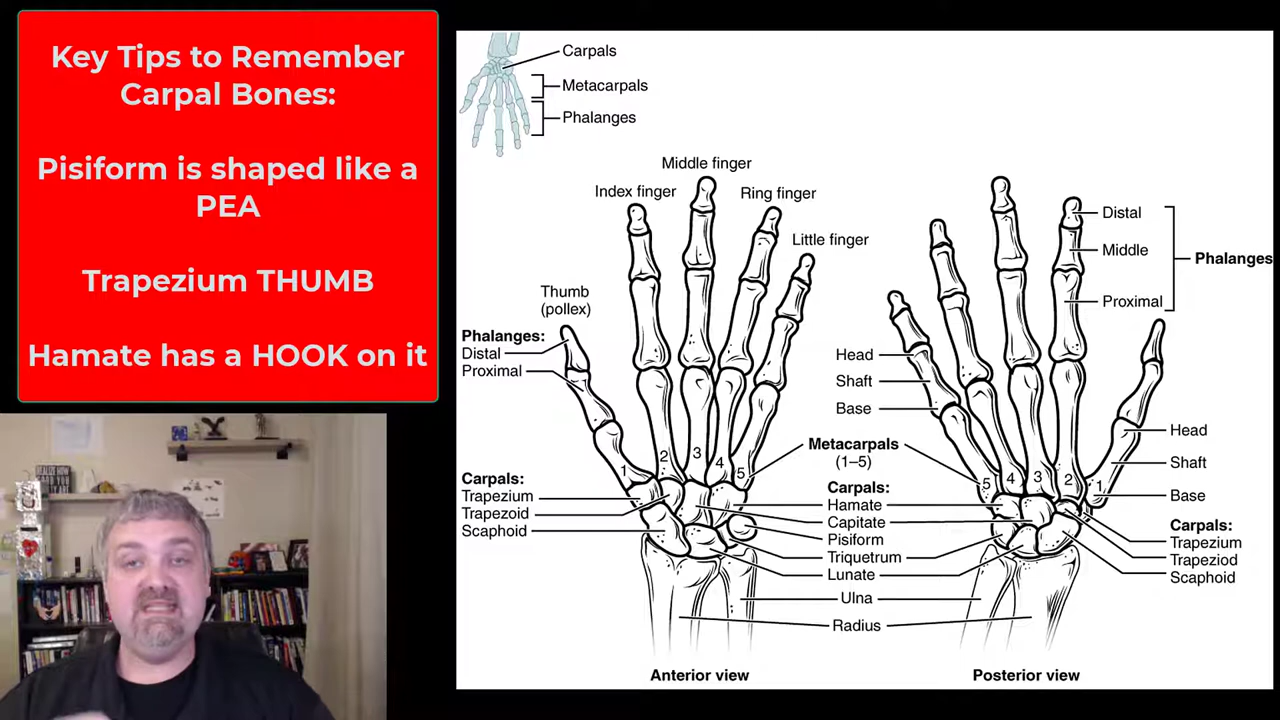 Key Tips to Remember
Carpal Bones:
Pisiform is shaped like a
PEA
Trapezium THUMB
Hamate has a HOOK on it
Carpals
Metacarpals
Phalanges
Middle finger
Index finger
Ring finger
Little finger
Thumb
(pollex)
Phalanges:
Distal
Proximal
Carpals:
Trapezium
Trapezoid
Scaphoid
1
2
3
4
5
Metacarpals
(1–5)
Carpals:
Hamate
Capitate
Pisiform
Triquetrum
Lunate
Ulna
Radius
Head
Shaft
Base
5
4
3
2
1
Distal
Middle
Proximal
Phalanges
Head
Shaft
Base
Carpals:
Trapezium
Trapeziod
Scaphoid
Anterior view
Posterior view